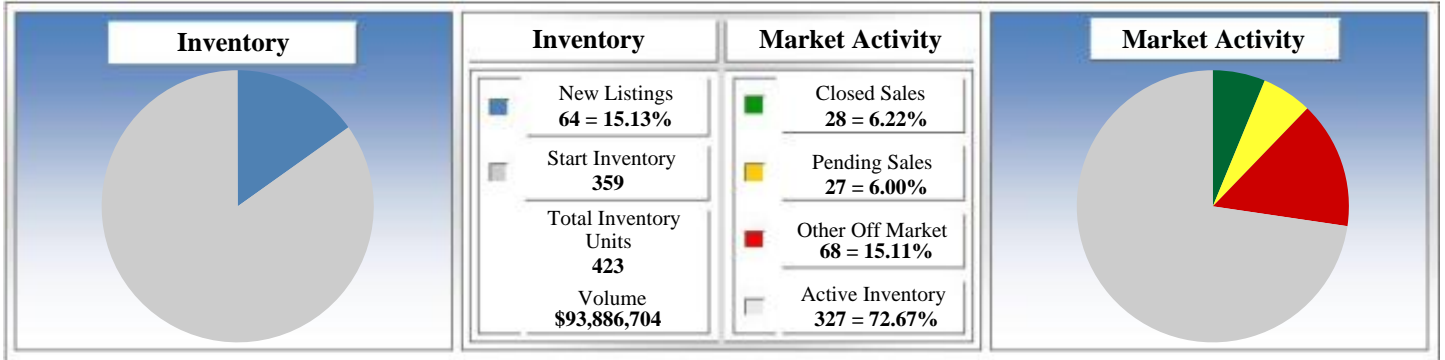 Inventory
Inventory
Market Activity
Market Activity
New Listings
64 = 15.13%
Start Inventory
359
Total Inventory
Units
423
Volume
$93,886,704
Closed Sales
28 = 6.22%
Pending Sales
27 = 6.00%
Other Off Market
68 = 15.11%
Active Inventory
327 = 72.67%